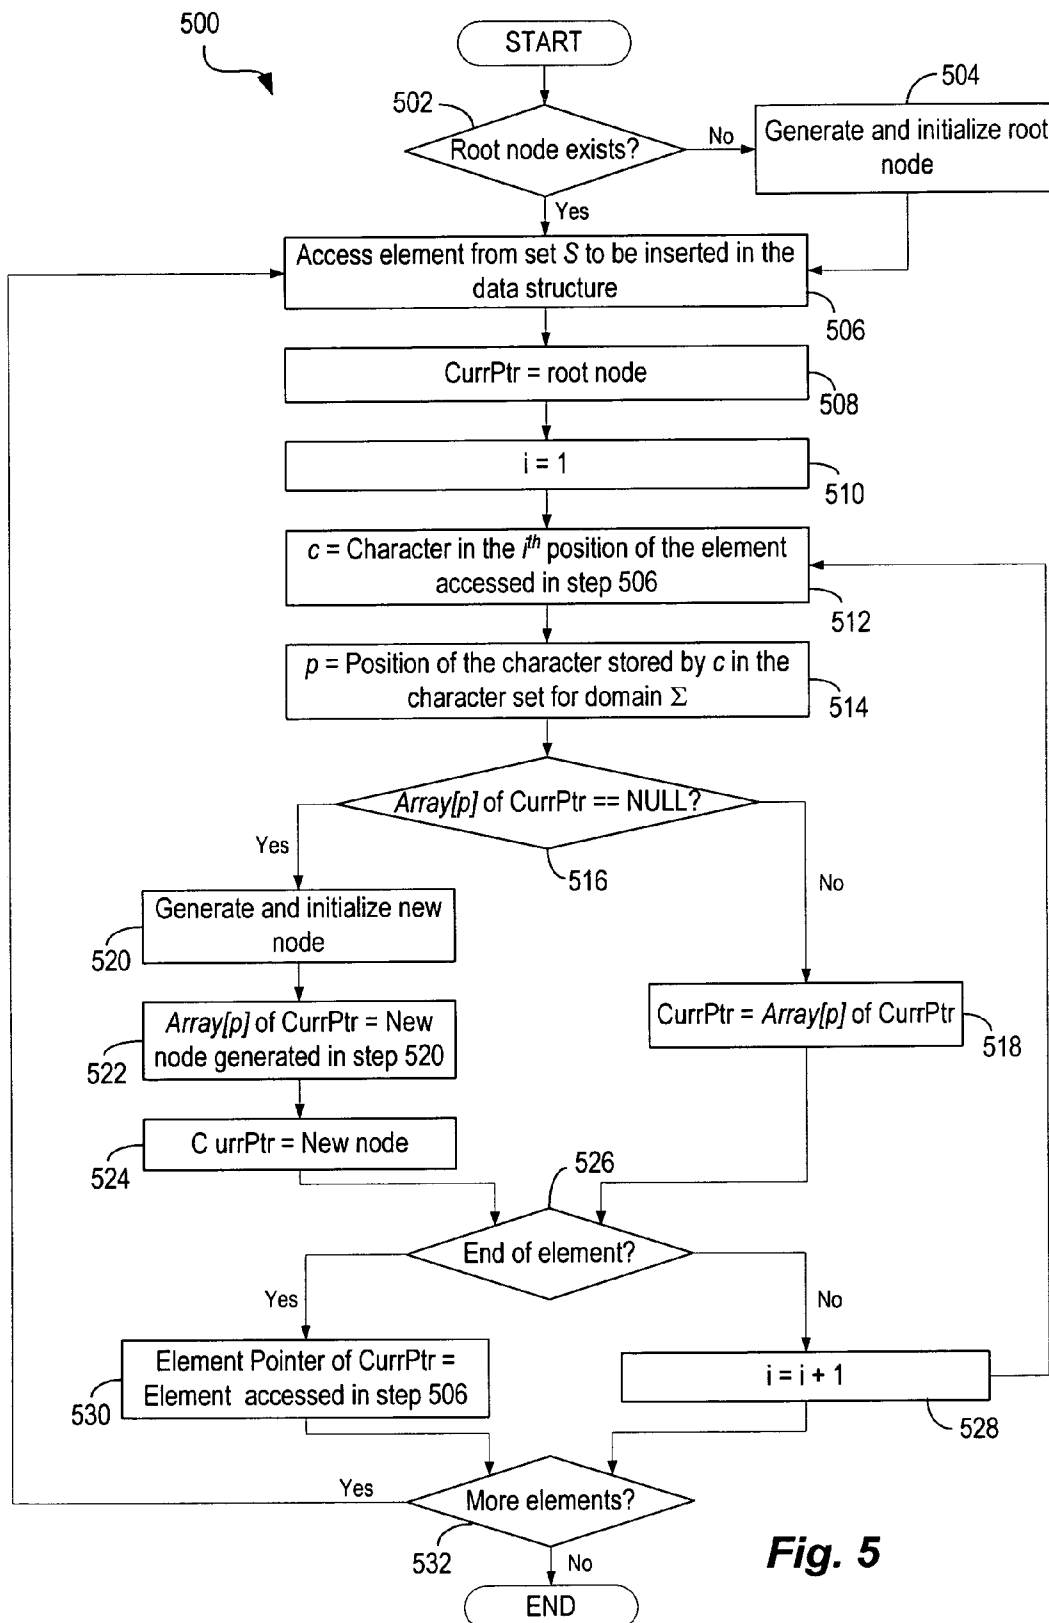 500
START
502
504
Root node exists?
No
Generate and initialize root
node
Yes
Access element from set S to be inserted in the
data structure
506
CurrPtr = root node
508
i = 1
510
c = Character in the ith position of the element
accessed in step 506
512
p = Position of the character stored by c in the
character set for domain Σ
514
Array[p] of CurrPtr == NULL?
Yes
516
No
Generate and initialize new
node
520
Array[p] of CurrPtr = New
node generated in step 520
522
CurrPtr = Array[p] of CurrPtr
518
C urrPtr = New node
524
526
End of element?
Yes
No
Element Pointer of CurrPtr =
Element accessed in step 506
530
i = i + 1
528
Yes
More elements?
532
No
END
Fig. 5